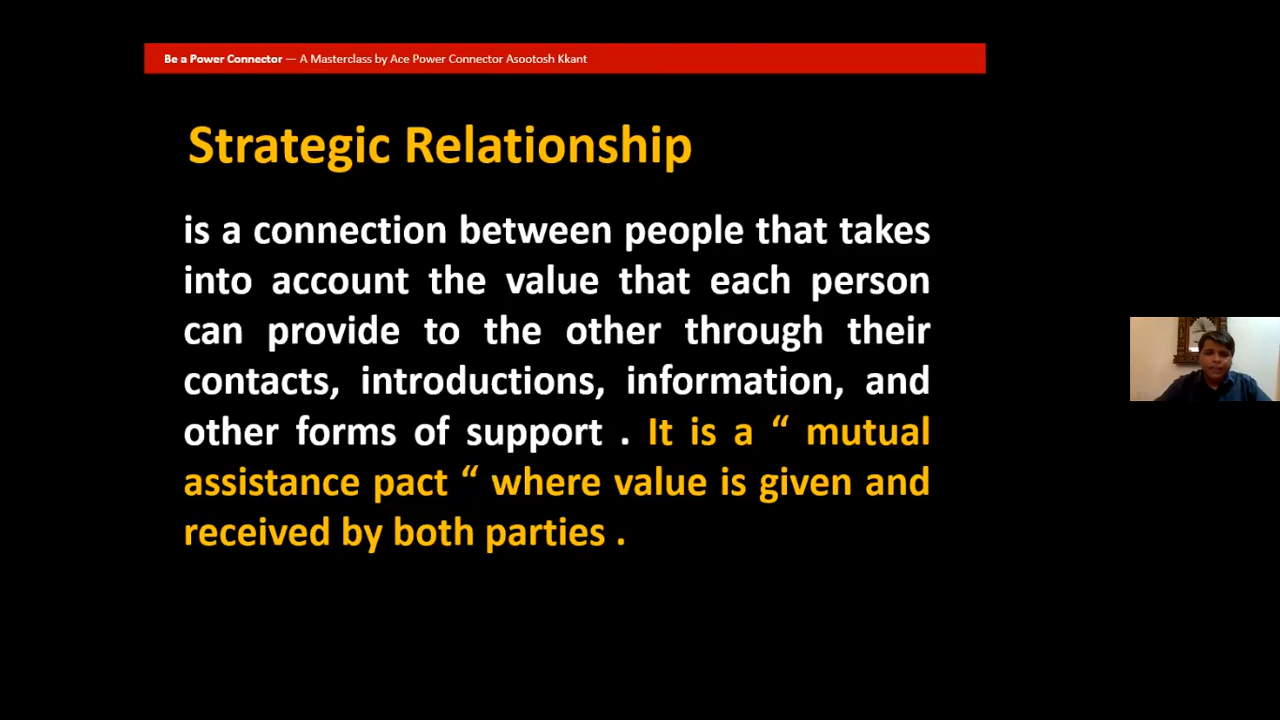 Be a Power Connector — A Masterclass by Ace Power Connector Asootosh Kkant
Strategic Relationship
is a connection between people that takes
into account the value that each person
can provide to the other through their
contacts, introductions, information, and
other forms of support . It is a “ mutual
assistance pact “ where value is given and
received by both parties .